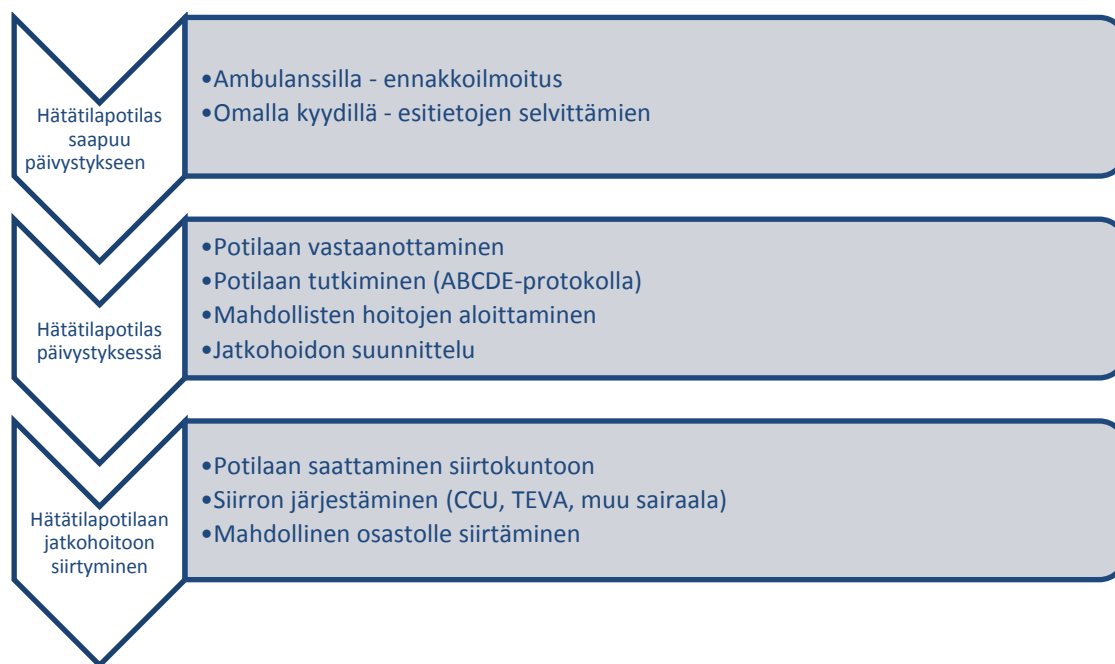 Hätätilapotilas
saapuu
päivystykseen
•Ambulanssilla - ennakkoilmoitus
•Omalla kyydillä - esitietojen selvittämien
Hätätilapotilas
päivystyksessä
•Potilaan vastaanottaminen
•Potilaan tutkiminen (ABCDE-protokolla)
•Mahdollisten hoitojen aloittaminen
•Jatkohoidon suunnittelu
Hätätilapotilaan
jatkohoitoon
siirtyminen
•Potilaan saattaminen siirtokuntoon
•Siirron järjestäminen (CCU, TEVA, muu sairaala)
•Mahdollinen osastolle siirtäminen